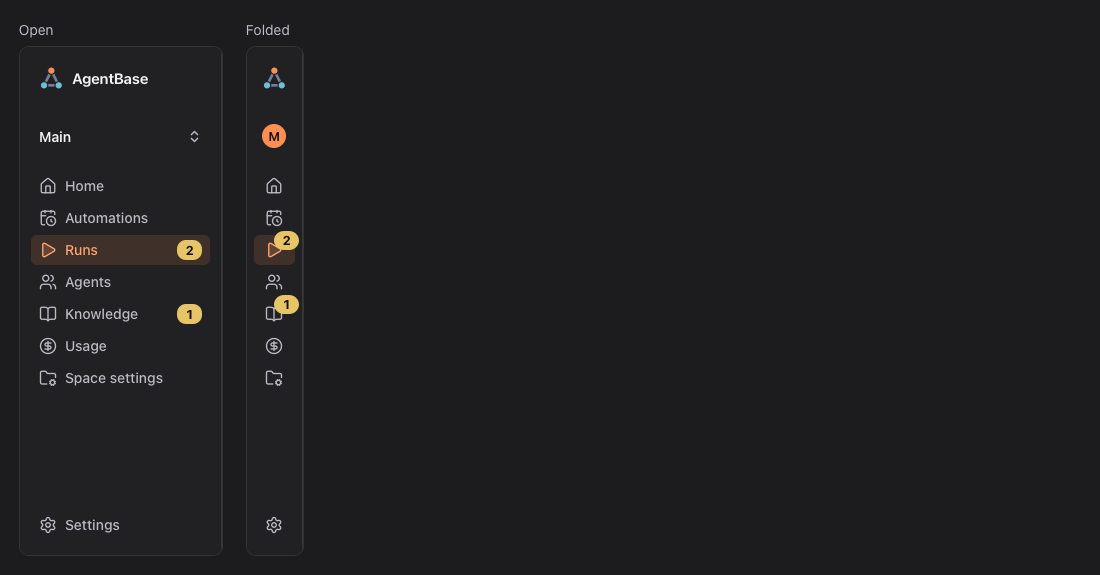 Open
AgentBase
Main
Home
Automations
Runs 2
Agents
Knowledge 1
Usage
Space settings
Settings
Folded
M
2
1